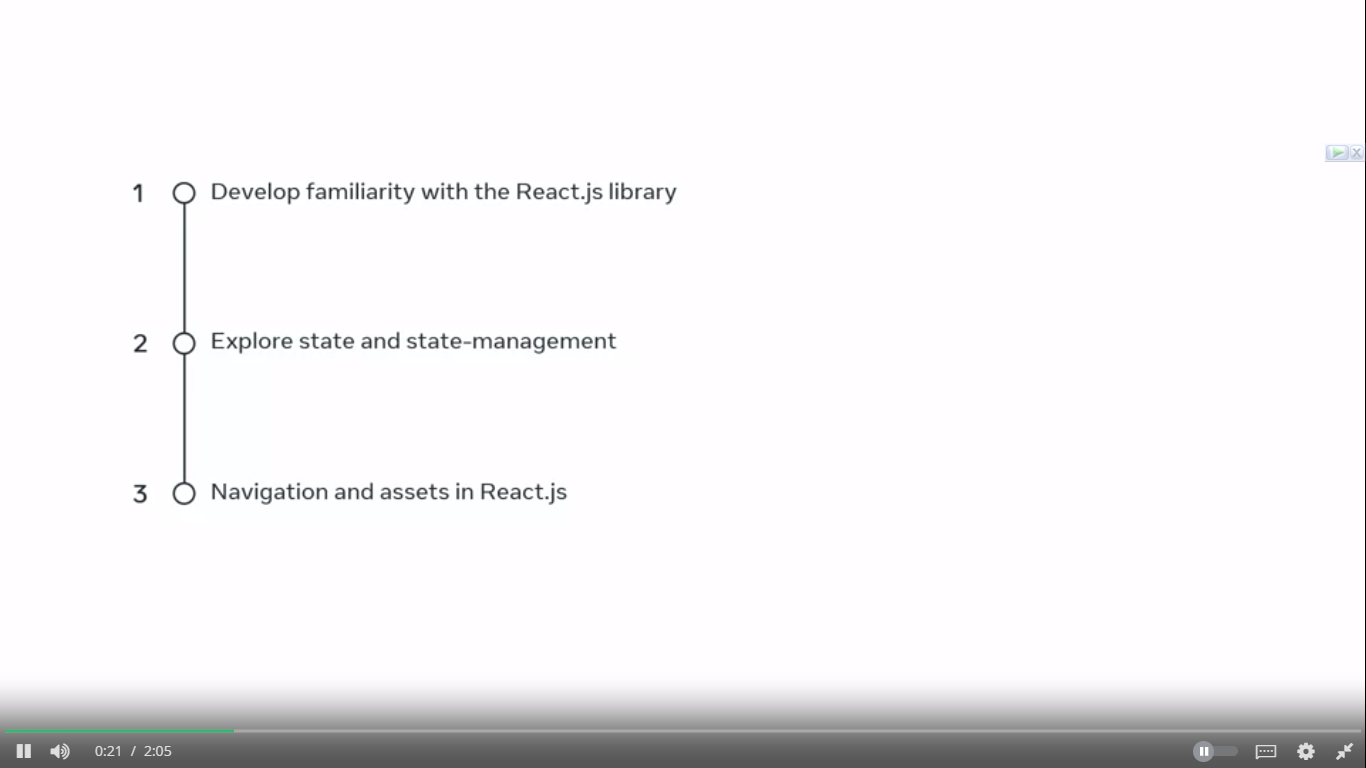 1 Develop familiarity with the React.js library
2 Explore state and state-management
3 Navigation and assets in React.js
0:21 / 2:05